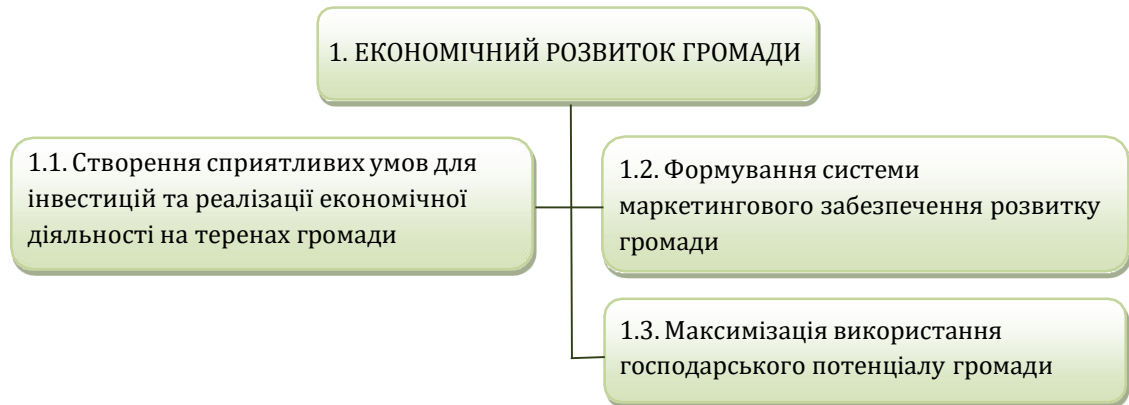 1. ЕКОНОМІЧНИЙ РОЗВИТОК ГРОМАДИ
1.1. Створення сприятливих умов для
інвестицій та реалізації економічної
діяльності на теренах громади
1.2. Формування системи
маркетингового забезпечення розвитку
громади
1.3. Максимізація використання
господарського потенціалу громади